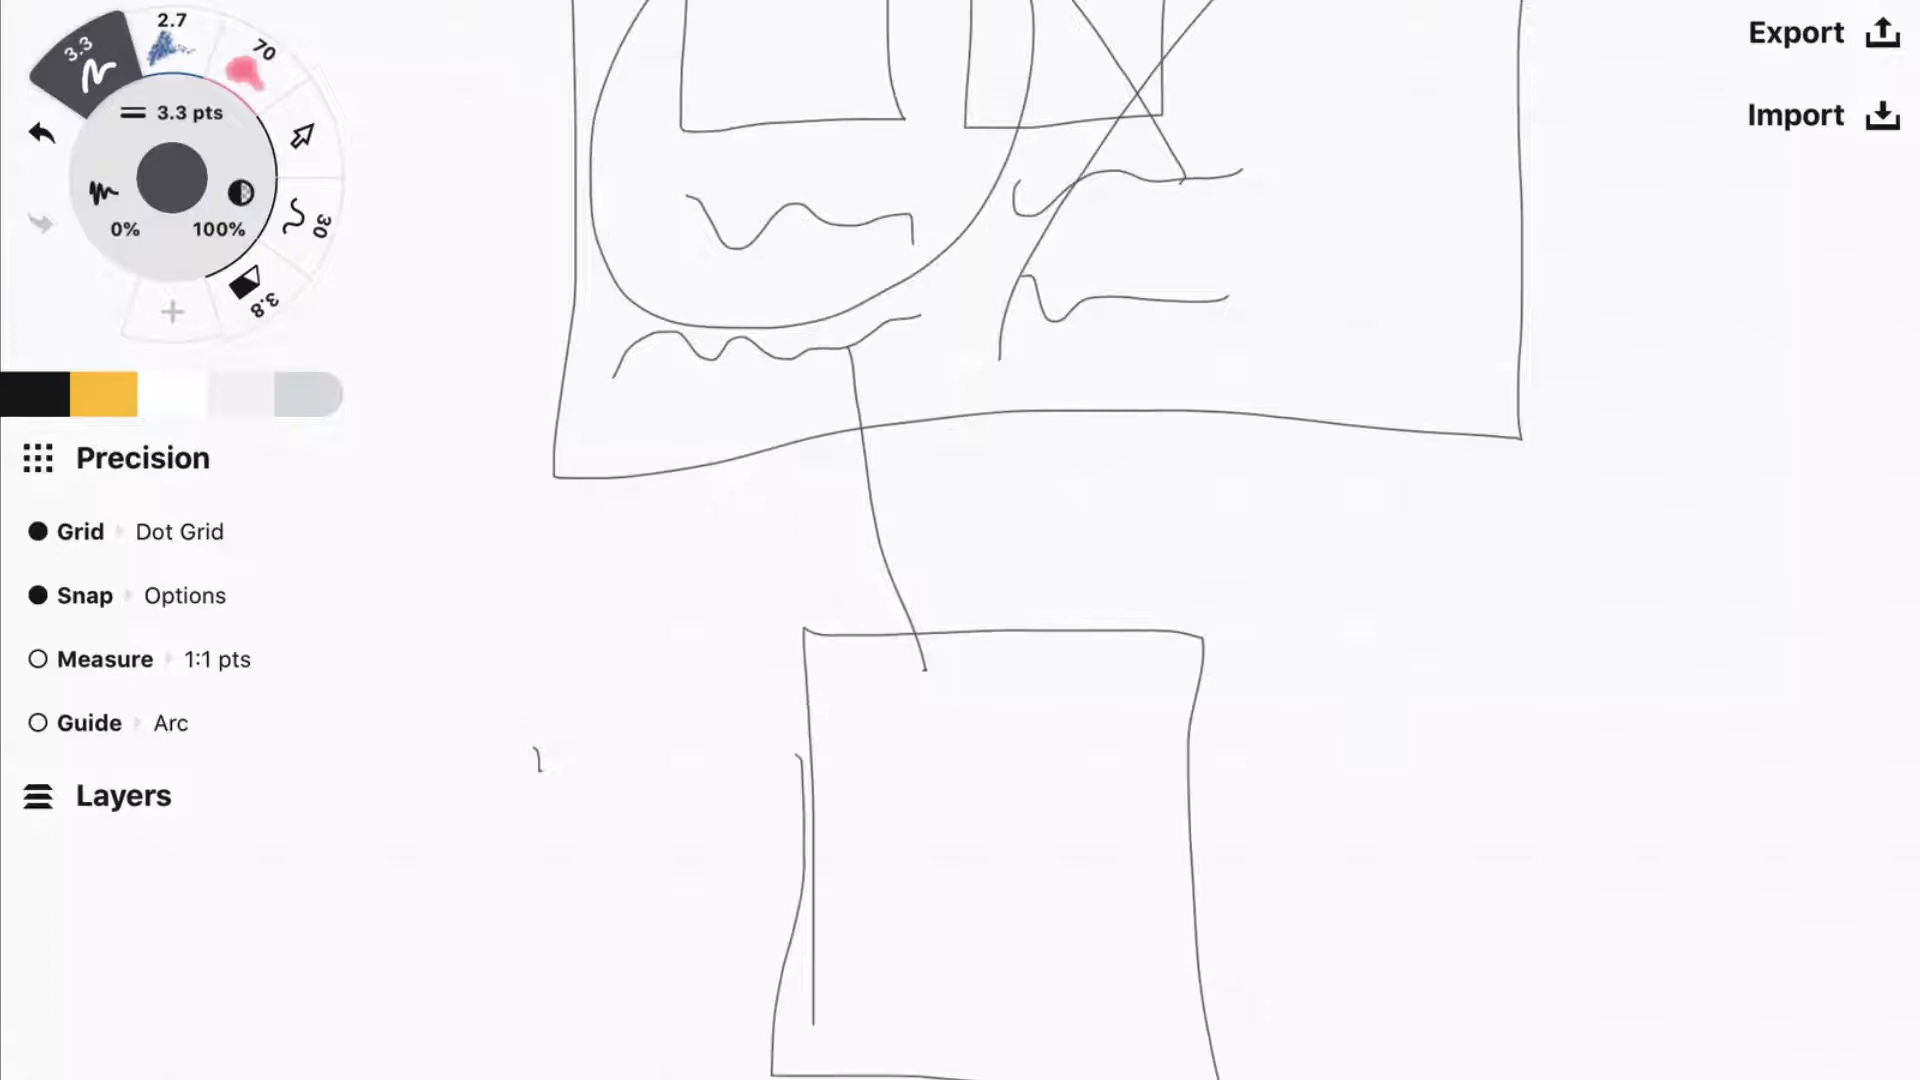 2.7
3.3
70
3.3 pts
0%
100%
30
3.8
Precision
Grid Dot Grid
Snap Options
Measure 1:1 pts
Guide Arc
Layers
Export
Import